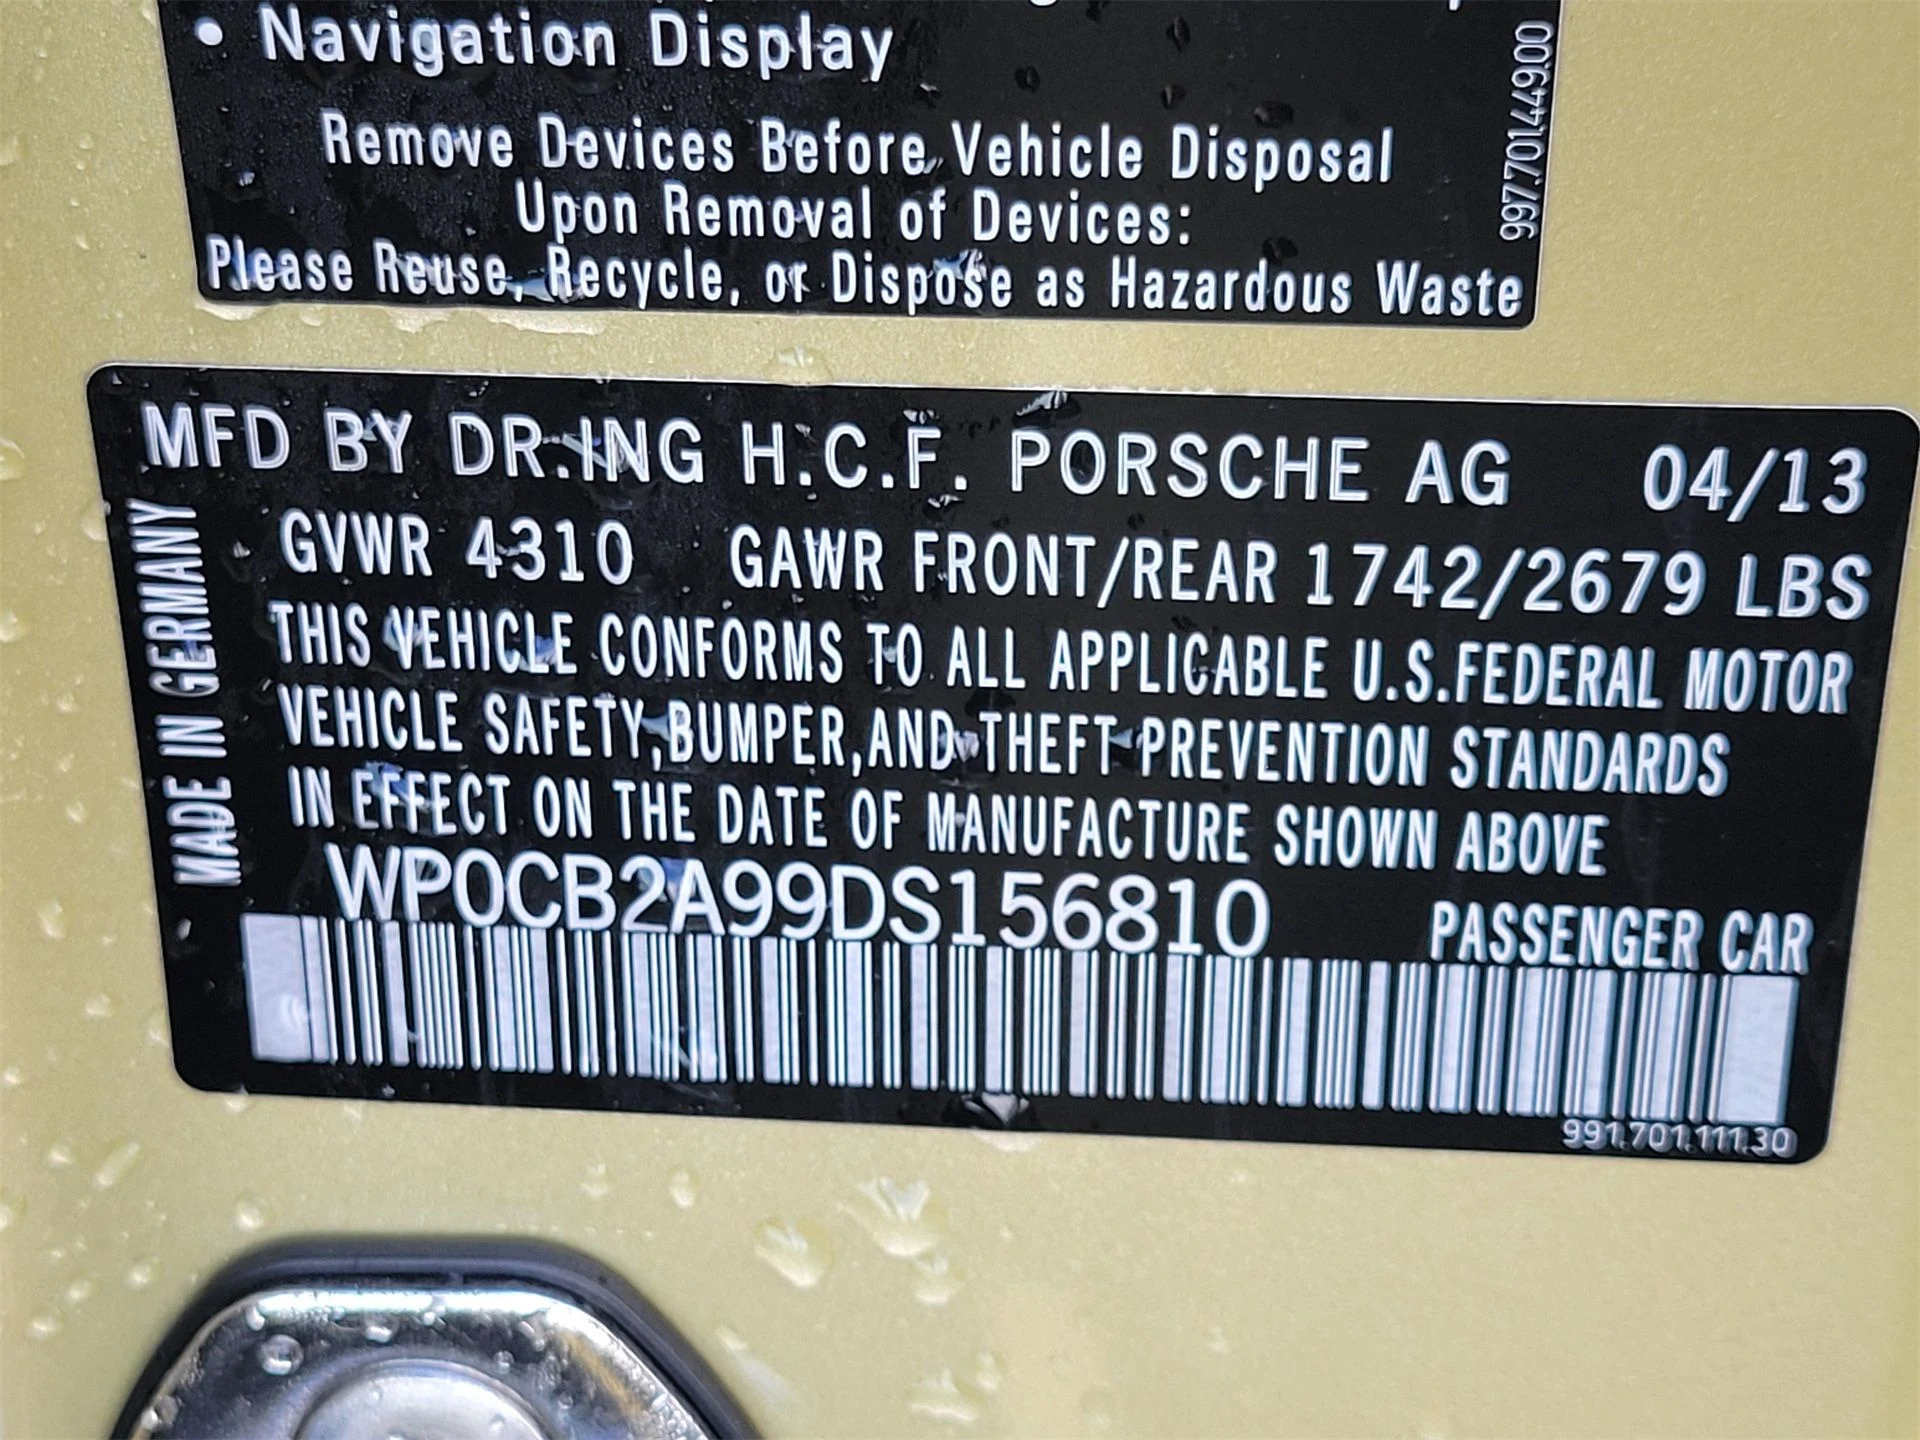 • Navigation Display
Remove Devices Before Vehicle Disposal
Upon Removal of Devices:
Please Reuse, Recycle, or Dispose as Hazardous Waste
997.701.449.00
MFD BY DR.ING H.C.F. PORSCHE AG 04/13
GVWR 4310 GAWR FRONT/REAR 1742/2679 LBS
THIS VEHICLE CONFORMS TO ALL APPLICABLE U.S.FEDERAL MOTOR
VEHICLE SAFETY,BUMPER,AND THEFT PREVENTION STANDARDS
IN EFFECT ON THE DATE OF MANUFACTURE SHOWN ABOVE
WP0CB2A99DS156810 PASSENGER CAR
MADE IN GERMANY
991.701.111.30